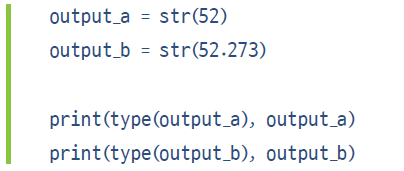 output_a = str(52)
output_b = str(52.273)
print(type(output_a), output_a)
print(type(output_b), output_b)